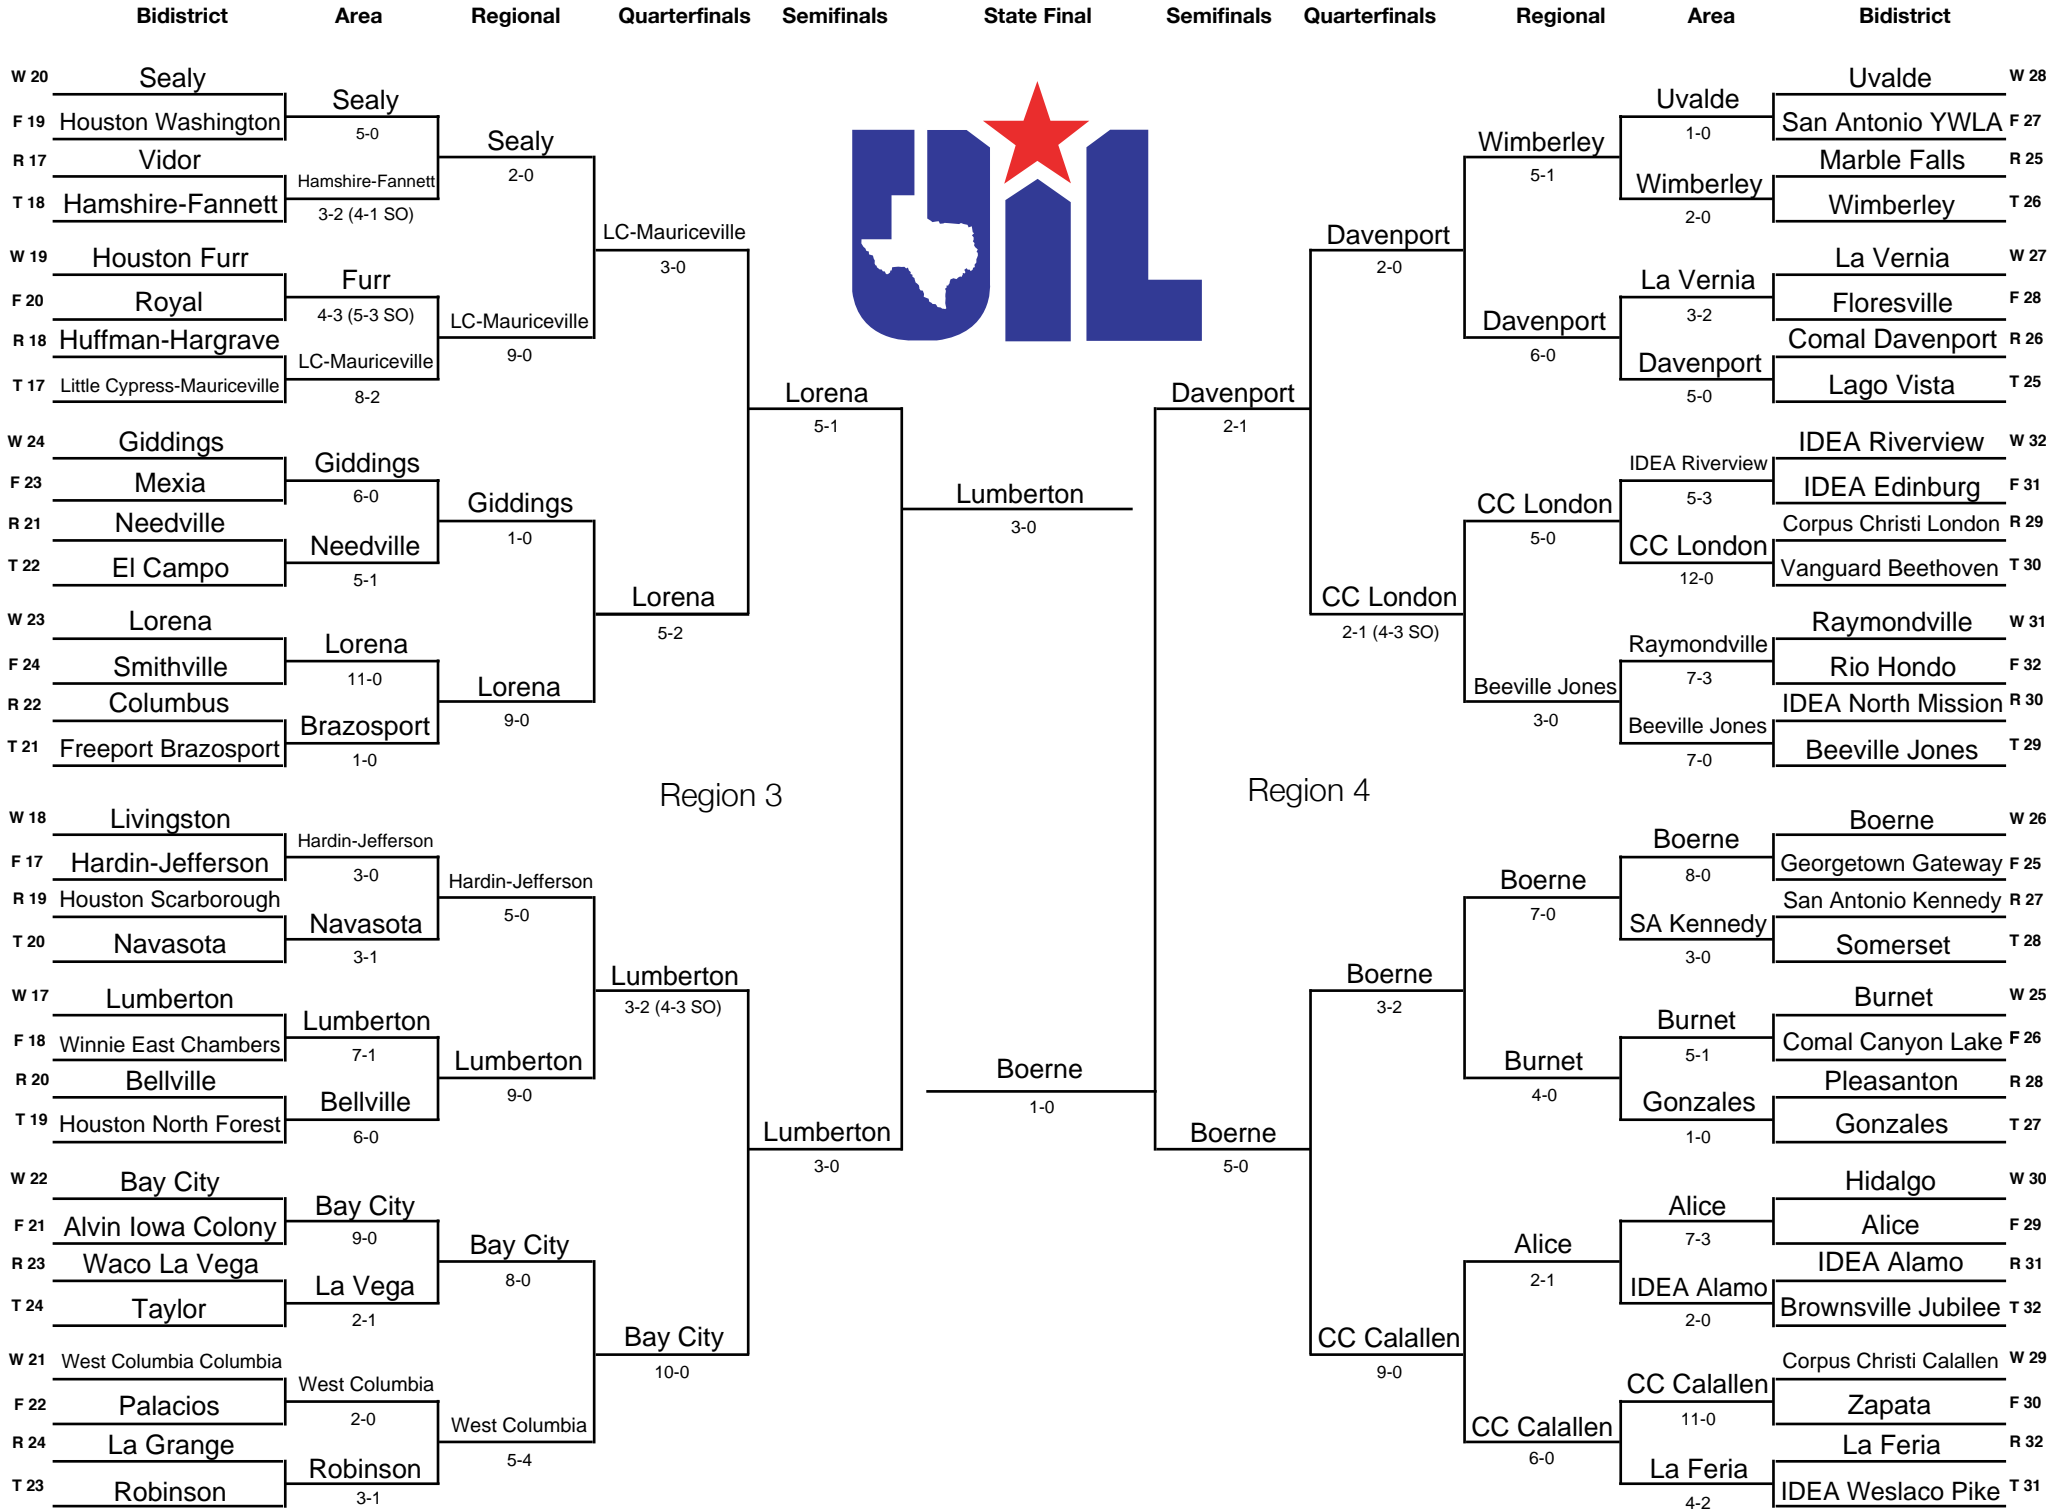 Bidistrict Area Regional Quarterfinals Semifinals State Final Semifinals Quarterfinals Regional Area Bidistrict
W 20 Sealy
F 19 Houston Washington
R 17 Vidor
T 18 Hamshire-Fannett
W 19 Houston Furr
F 20 Royal
R 18 Huffman-Hargrave
T 17 Little Cypress-Mauriceville
W 24 Giddings
F 23 Mexia
R 21 Needville
T 22 El Campo
W 23 Lorena
F 24 Smithville
R 22 Columbus
T 21 Freeport Brazosport
W 18 Livingston
F 17 Hardin-Jefferson
R 19 Houston Scarborough
T 20 Navasota
W 17 Lumberton
F 18 Winnie East Chambers
R 20 Bellville
T 19 Houston North Forest
W 22 Bay City
F 21 Alvin Iowa Colony
R 23 Waco La Vega
T 24 Taylor
W 21 West Columbia Columbia
F 22 Palacios
R 24 La Grange
T 23 Robinson
Sealy
5-0
Hamshire-Fannett
3-2 (4-1 SO)
Furr
4-3 (5-3 SO)
LC-Mauriceville
8-2
Giddings
6-0
Needville
5-1
Lorena
11-0
Brazosport
1-0
Hardin-Jefferson
3-0
Navasota
3-1
Lumberton
7-1
Bellville
6-0
Bay City
9-0
La Vega
2-1
West Columbia
2-0
Robinson
3-1
Sealy
2-0
LC-Mauriceville
9-0
Giddings
1-0
Lorena
9-0
Hardin-Jefferson
5-0
Lumberton
9-0
Bay City
8-0
West Columbia
5-4
LC-Mauriceville
3-0
Lorena
5-2
Region 3
Lumberton
3-2 (4-3 SO)
Bay City
10-0
Lorena
5-1
Lumberton
3-0
UIL
Lumberton
3-0
Boerne
1-0
Davenport
2-1
Boerne
5-0
Davenport
2-0
CC London
2-1 (4-3 SO)
Region 4
Boerne
3-2
CC Calallen
9-0
Wimberley
5-1
Davenport
6-0
CC London
5-0
Beeville Jones
3-0
Boerne
7-0
Burnet
4-0
Alice
2-1
CC Calallen
6-0
Uvalde
1-0
Wimberley
2-0
La Vernia
3-2
Davenport
5-0
IDEA Riverview
5-3
CC London
12-0
Raymondville
7-3
Beeville Jones
7-0
Boerne
8-0
SA Kennedy
3-0
Burnet
5-1
Gonzales
1-0
Alice
7-3
IDEA Alamo
2-0
CC Calallen
11-0
La Feria
4-2
Uvalde W 28
San Antonio YWLA F 27
Marble Falls R 25
Wimberley T 26
La Vernia W 27
Floresville F 28
Comal Davenport R 26
Lago Vista T 25
IDEA Riverview W 32
IDEA Edinburg F 31
Corpus Christi London R 29
Vanguard Beethoven T 30
Raymondville W 31
Rio Hondo F 32
IDEA North Mission R 30
Beeville Jones T 29
Boerne W 26
Georgetown Gateway F 25
San Antonio Kennedy R 27
Somerset T 28
Burnet W 25
Comal Canyon Lake F 26
Pleasanton R 28
Gonzales T 27
Hidalgo W 30
Alice F 29
IDEA Alamo R 31
Brownsville Jubilee T 32
Corpus Christi Calallen W 29
Zapata F 30
La Feria R 32
IDEA Weslaco Pike T 31